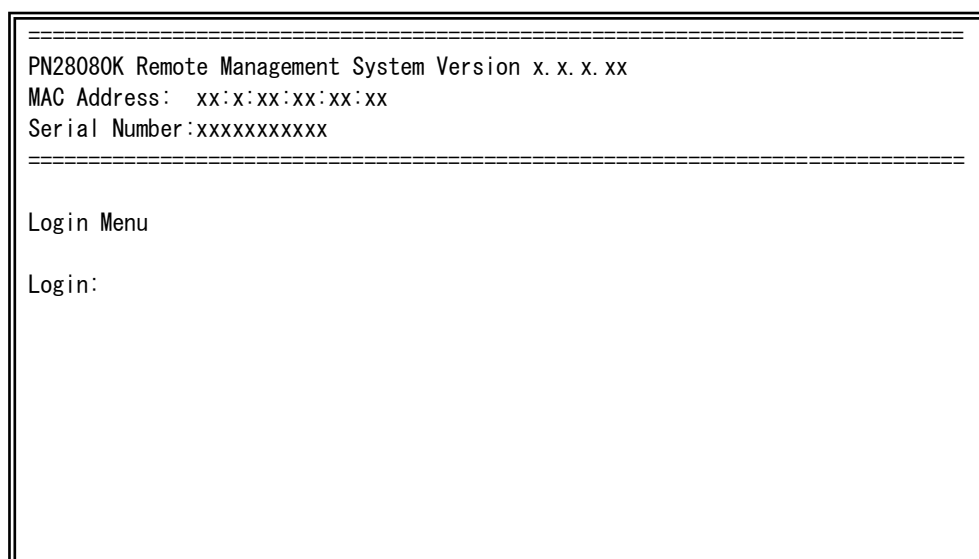 ==============================================================================
PN28080K Remote Management System Version x.x.x.xx
MAC Address:  xx:x:xx:xx:xx:xx
Serial Number:xxxxxxxxxxx
==============================================================================
Login Menu
Login: